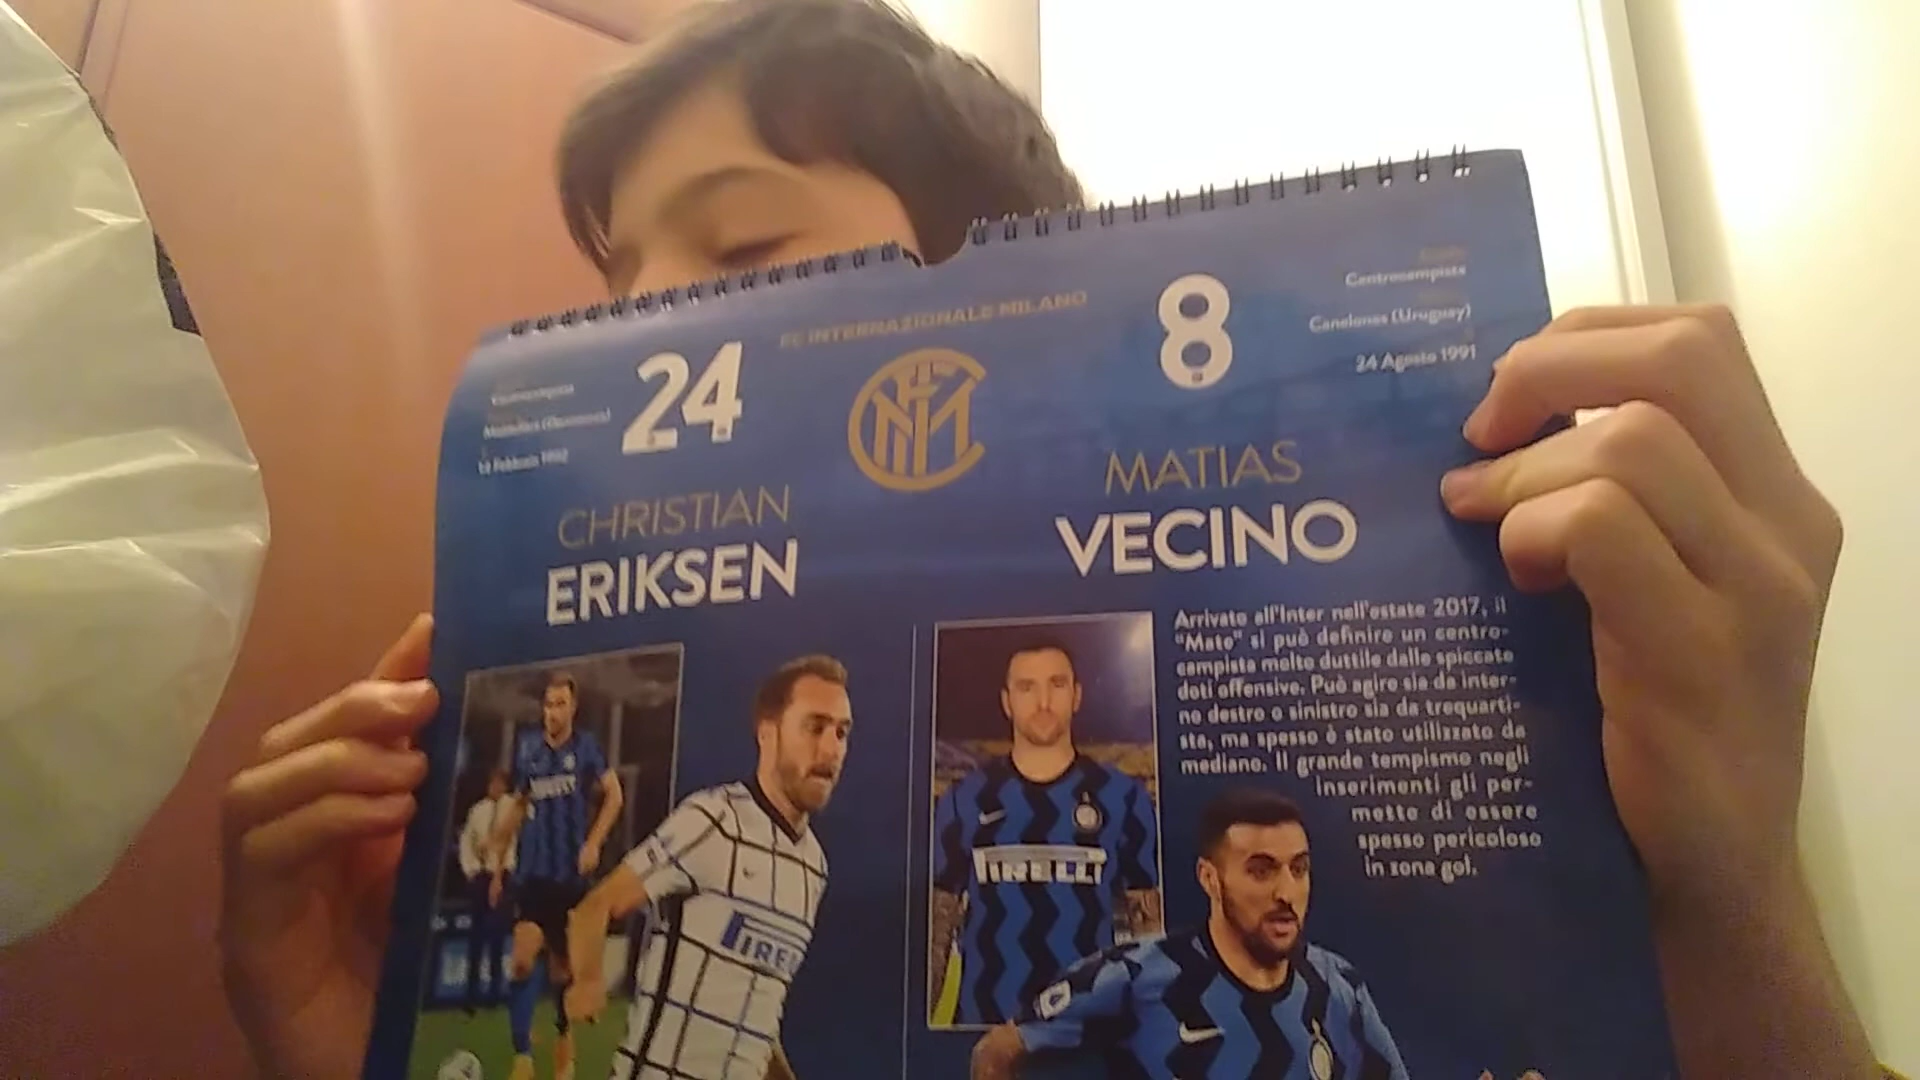 FC INTERNAZIONALE MILANO
24
Centrocampista
(Danimarca)
Febbraio 1992
CHRISTIAN
ERIKSEN
8
Centrocampista
Canelones (Uruguay)
24 Agosto 1991
MATIAS
VECINO
Arrivato all'Inter nell'estate 2017, il
"Mato" si può definire un centro-
campista molto duttile dalle spiccate
doti offensive. Può agire sia da inter-
no destro o sinistro sia da trequarti-
sta, ma spesso è stato utilizzato da
mediano. Il grande tempismo negli
inserimenti gli per-
mette di essere
spesso pericoloso
in zona gol.
PIRELLI
PIREL